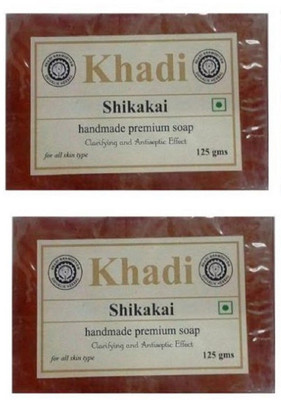 Khadi
Shikakai
handmade premium soap
Clarifying and Antiseptic Effect
for all skin type
125 gms
Khadi
Shikakai
handmade premium soap
Clarifying and Antiseptic Effect
for all skin type
125 gms